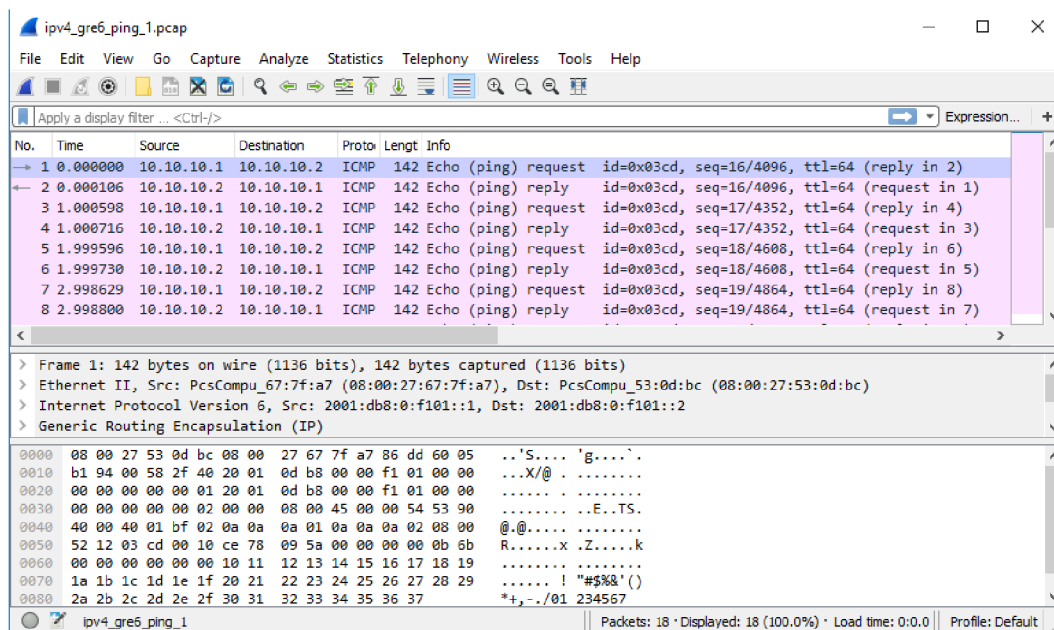 ipv4_gre6_ping_1.pcap
File Edit View Go Capture Analyze Statistics Telephony Wireless Tools Help
Apply a display filter ... <Ctrl-/> Expression... +
No. Time Source Destination Proto Lengt Info
1 0.000000 10.10.10.1 10.10.10.2 ICMP 142 Echo (ping) request id=0x03cd, seq=16/4096, ttl=64 (reply in 2)
2 0.000106 10.10.10.2 10.10.10.1 ICMP 142 Echo (ping) reply id=0x03cd, seq=16/4096, ttl=64 (request in 1)
3 1.000598 10.10.10.1 10.10.10.2 ICMP 142 Echo (ping) request id=0x03cd, seq=17/4352, ttl=64 (reply in 4)
4 1.000716 10.10.10.2 10.10.10.1 ICMP 142 Echo (ping) reply id=0x03cd, seq=17/4352, ttl=64 (request in 3)
5 1.999596 10.10.10.1 10.10.10.2 ICMP 142 Echo (ping) request id=0x03cd, seq=18/4608, ttl=64 (reply in 6)
6 1.999730 10.10.10.2 10.10.10.1 ICMP 142 Echo (ping) reply id=0x03cd, seq=18/4608, ttl=64 (request in 5)
7 2.998629 10.10.10.1 10.10.10.2 ICMP 142 Echo (ping) request id=0x03cd, seq=19/4864, ttl=64 (reply in 8)
8 2.998800 10.10.10.2 10.10.10.1 ICMP 142 Echo (ping) reply id=0x03cd, seq=19/4864, ttl=64 (request in 7)
> Frame 1: 142 bytes on wire (1136 bits), 142 bytes captured (1136 bits)
> Ethernet II, Src: PcsCompu_67:7f:a7 (08:00:27:67:7f:a7), Dst: PcsCompu_53:0d:bc (08:00:27:53:0d:bc)
> Internet Protocol Version 6, Src: 2001:db8:0:f101::1, Dst: 2001:db8:0:f101::2
> Generic Routing Encapsulation (IP)
0000 08 00 27 53 0d bc 08 00 27 67 7f a7 86 dd 60 05 ..'S.... 'g....`.
0010 b1 94 00 58 2f 40 20 01 0d b8 00 00 f1 01 00 00 ...X/@ . ........
0020 00 00 00 00 00 01 20 01 0d b8 00 00 f1 01 00 00 ...... . ........
0030 00 00 00 00 00 02 00 00 08 00 45 00 00 54 53 90 ........ ..E..TS.
0040 40 00 40 01 bf 02 0a 0a 0a 01 0a 0a 0a 02 08 00 @.@..... ........
0050 52 12 03 cd 00 10 ce 78 09 5a 00 00 00 00 0b 6b R......x .Z.....k
0060 00 00 00 00 00 00 10 11 12 13 14 15 16 17 18 19 ........ ........
0070 1a 1b 1c 1d 1e 1f 20 21 22 23 24 25 26 27 28 29 ...... ! "#$%&'()
0080 2a 2b 2c 2d 2e 2f 30 31 32 33 34 35 36 37 *+,-./01 234567
ipv4_gre6_ping_1 Packets: 18 · Displayed: 18 (100.0%) · Load time: 0:0.0 Profile: Default